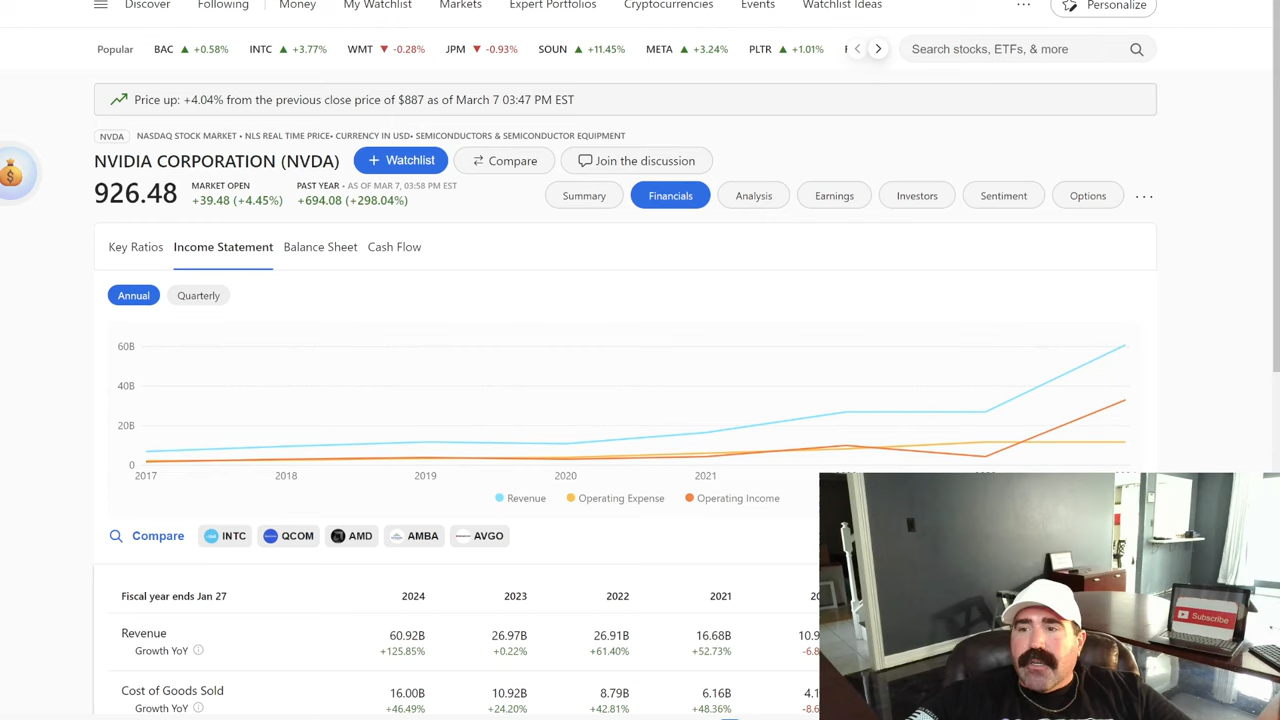 Discover Following Money My Watchlist Markets Expert Portfolios Cryptocurrencies Events Watchlist Ideas ... Personalize
Popular BAC ▲ +0.58% INTC ▲ +3.77% WMT ▼ -0.28% JPM ▼ -0.93% SOUN ▲ +11.45% META ▲ +3.24% PLTR ▲ +1.01% Search stocks, ETFs, & more
Price up: +4.04% from the previous close price of $887 as of March 7 03:47 PM EST
NVDA NASDAQ STOCK MARKET • NLS REAL TIME PRICE• CURRENCY IN USD• SEMICONDUCTORS & SEMICONDUCTOR EQUIPMENT
NVIDIA CORPORATION (NVDA) + Watchlist Compare Join the discussion
926.48 MARKET OPEN PAST YEAR • AS OF MAR 7, 03:58 PM EST
+39.48 (+4.45%) +694.08 (+298.04%)
Summary Financials Analysis Earnings Investors Sentiment Options ...
Key Ratios Income Statement Balance Sheet Cash Flow
Annual Quarterly
60B
40B
20B
0
2017 2018 2019 2020 2021
Revenue Operating Expense Operating Income
Compare INTC QCOM AMD AMBA AVGO
Fiscal year ends Jan 27 2024 2023 2022 2021
Revenue 60.92B 26.97B 26.91B 16.68B 10.9
Growth YoY +125.85% +0.22% +61.40% +52.73% -6.8
Cost of Goods Sold 16.00B 10.92B 8.79B 6.16B 4.1
Growth YoY +46.49% +24.20% +42.81% +48.36% -8.6
Subscribe